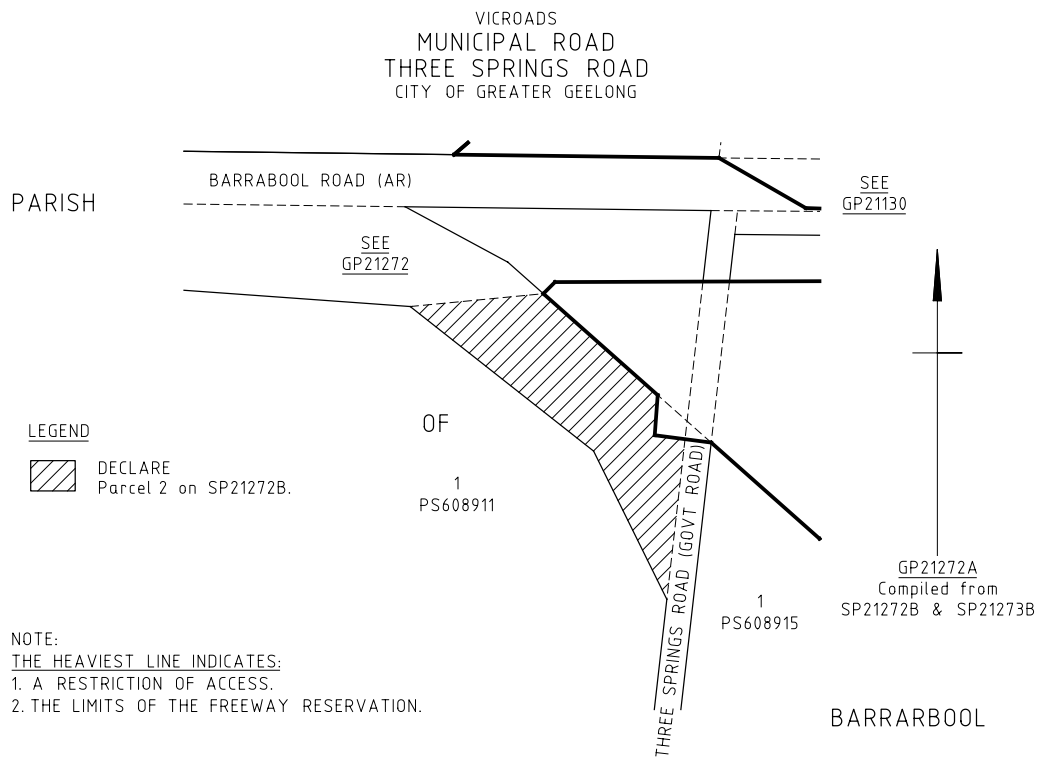 VICROADS
MUNICIPAL ROAD
THREE SPRINGS ROAD
CITY OF GREATER GEELONG
BARRABOOL ROAD (AR)
SEE
GP21130
PARISH
SEE
GP21272
OF
LEGEND
DECLARE
Parcel 2 on SP21272B.
1
PS608911
THREE SPRINGS ROAD (GOVT ROAD)
1
PS608915
GP21272A
Compiled from
SP21272B & SP21273B
NOTE:
THE HEAVIEST LINE INDICATES:
1. A RESTRICTION OF ACCESS.
2. THE LIMITS OF THE FREEWAY RESERVATION.
BARRARBOOL